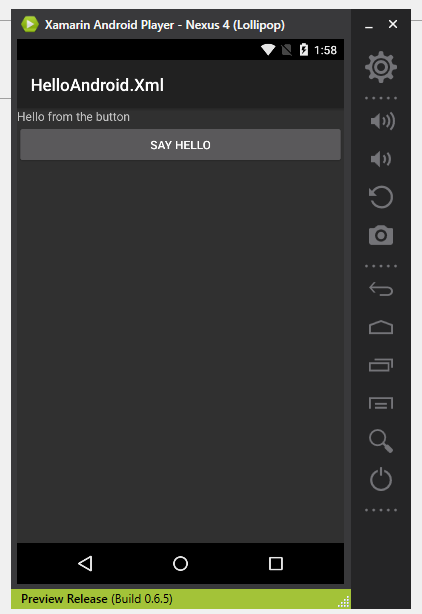 Xamarin Android Player - Nexus 4 (Lollipop)
1:58
HelloAndroid.Xml
Hello from the button
SAY HELLO
Preview Release (Build 0.6.5)